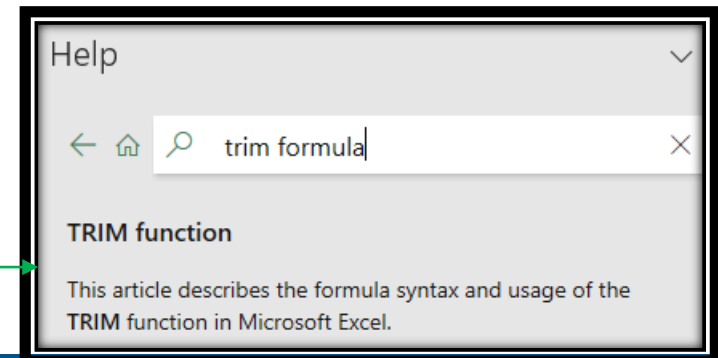 Help
trim formula
TRIM function
This article describes the formula syntax and usage of the
TRIM function in Microsoft Excel.